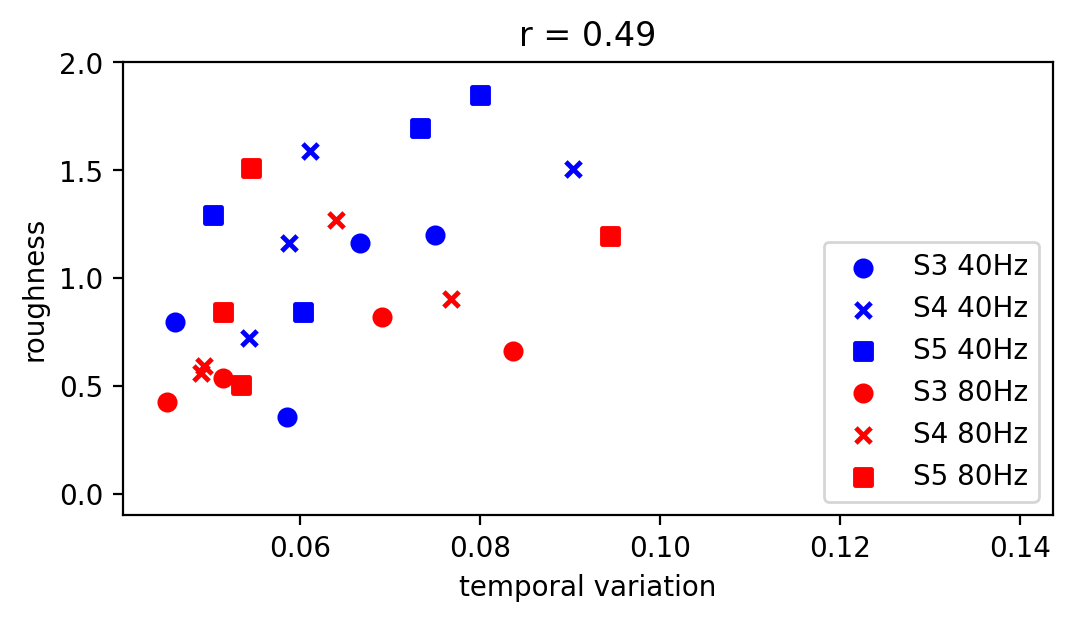 r = 0.49
2.0
1.5
1.0
0.5
0.0
roughness
S3 40Hz
S4 40Hz
S5 40Hz
S3 80Hz
S4 80Hz
S5 80Hz
0.06 0.08 0.10 0.12 0.14
temporal variation